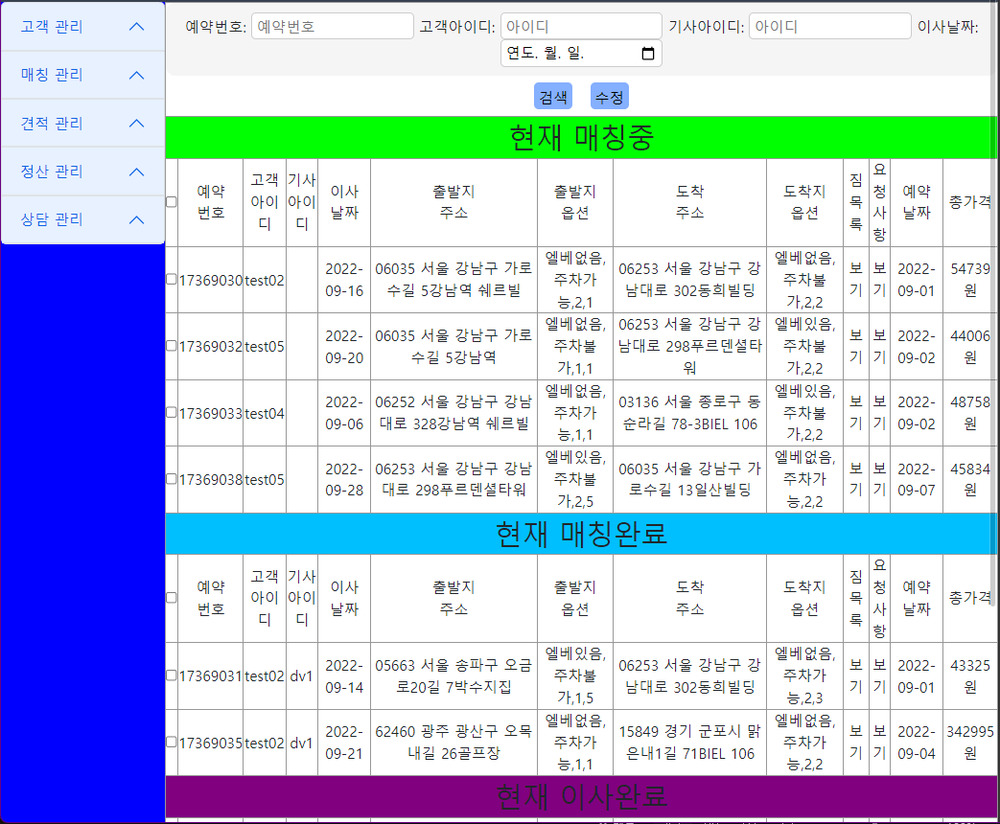 고객 관리
매칭 관리
견적 관리
정산 관리
상담 관리
예약번호: 예약번호 고객아이디: 아이디 기사아이디: 아이디 이사날짜:
연도. 월. 일.
검색 수정
현재 매칭중
예약 번호 고객 아이디 기사 아이디 이사 날짜 출발지 주소 출발지 옵션 도착 주소 도착지 옵션 짐목록 요청사항 예약 날짜 총가격
17369030 test02 2022-09-16 06035 서울 강남구 가로수길 5강남역 쉐르빌 엘베없음,주차가능,2,1 06253 서울 강남구 강남대로 302동희빌딩 엘베없음,주차불가,2,2 보기 보기 2022-09-01 54739원
17369032 test05 2022-09-20 06035 서울 강남구 가로수길 5강남역 엘베없음,주차불가,1,1 06253 서울 강남구 강남대로 298푸르덴셜타워 엘베있음,주차불가,2,2 보기 보기 2022-09-02 44006원
17369033 test04 2022-09-06 06252 서울 강남구 강남대로 328강남역 쉐르빌 엘베없음,주차가능,1,1 03136 서울 종로구 동순라길 78-3BIEL 106 엘베있음,주차불가,2,2 보기 보기 2022-09-02 48758원
17369038 test05 2022-09-28 06253 서울 강남구 강남대로 298푸르덴셜타워 엘베있음,주차불가,2,5 06035 서울 강남구 가로수길 13일산빌딩 엘베없음,주차가능,2,2 보기 보기 2022-09-07 45834원
현재 매칭완료
예약 번호 고객 아이디 기사 아이디 이사 날짜 출발지 주소 출발지 옵션 도착 주소 도착지 옵션 짐목록 요청사항 예약 날짜 총가격
17369031 test02 dv1 2022-09-14 05663 서울 송파구 오금로20길 7박수지집 엘베있음,주차불가,1,5 06253 서울 강남구 강남대로 302동희빌딩 엘베없음,주차가능,2,3 보기 보기 2022-09-01 43325원
17369035 test02 dv1 2022-09-21 62460 광주 광산구 오목내길 26골프장 엘베없음,주차가능,1,1 15849 경기 군포시 맑은내1길 71BIEL 106 엘베없음,주차가능,2,2 보기 보기 2022-09-04 342995원
현재 이사완료